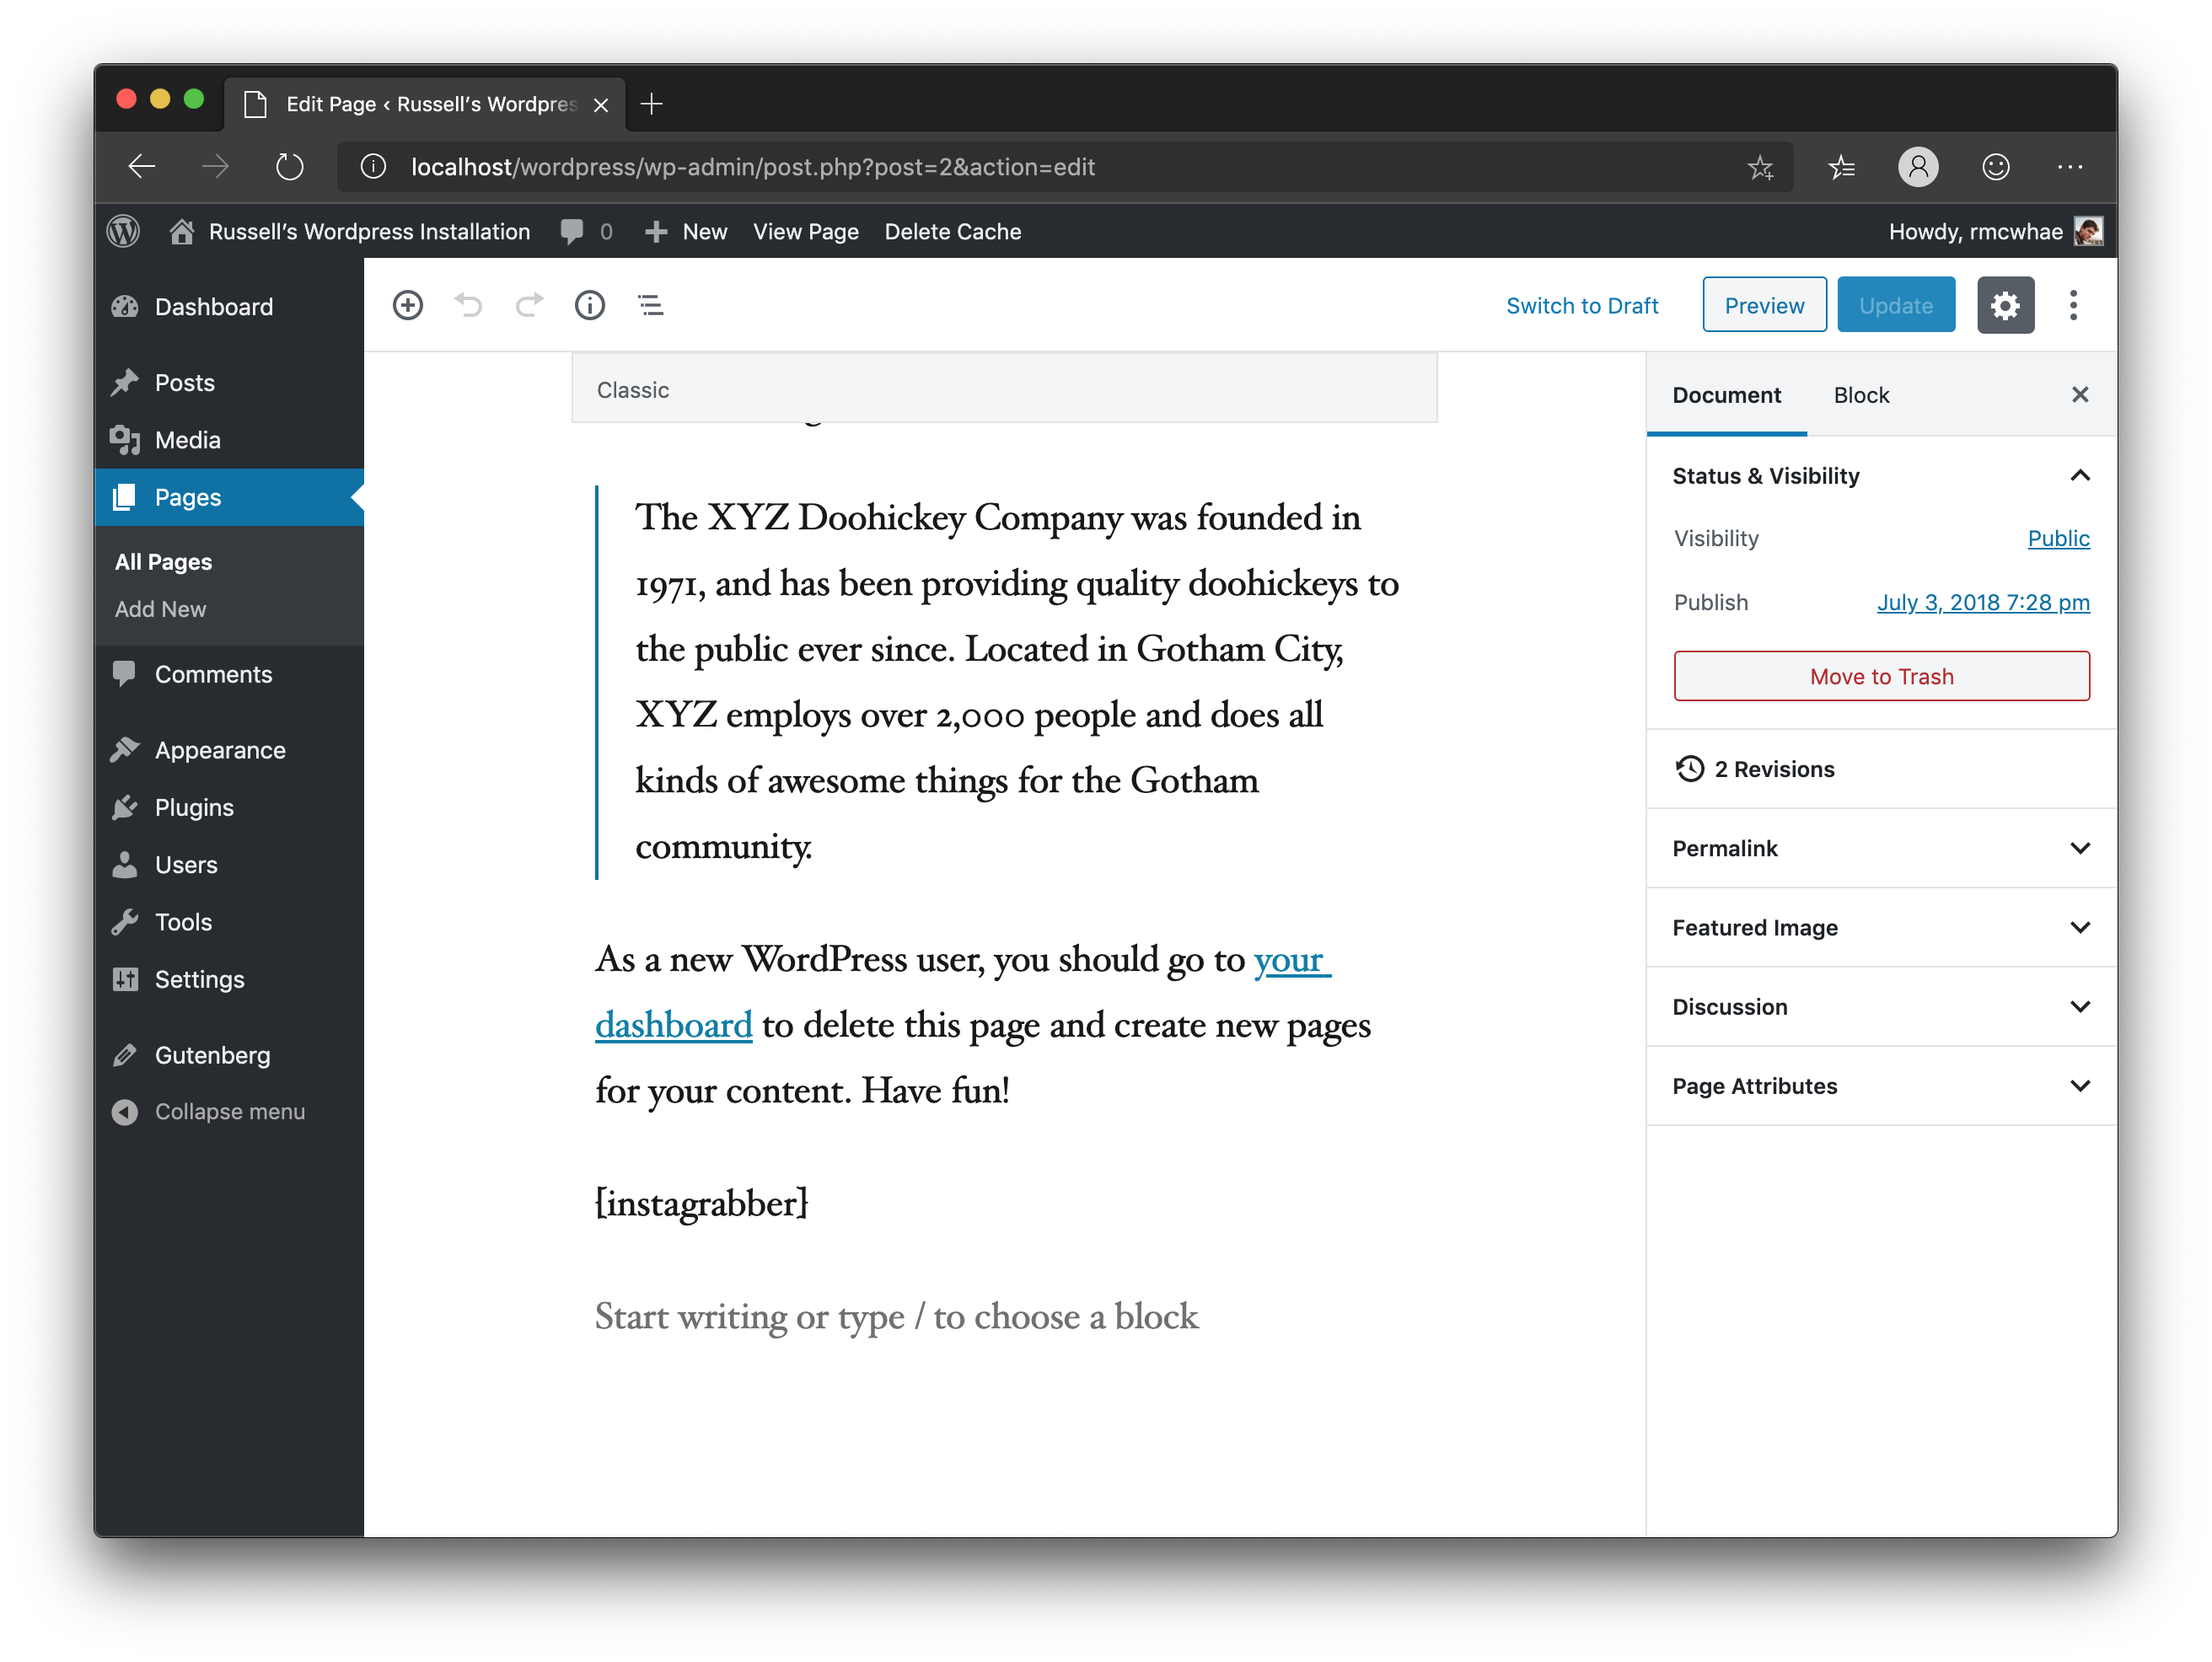 Edit Page ‹ Russell’s Wordpres
localhost/wordpress/wp-admin/post.php?post=2&action=edit
Russell’s Wordpress Installation 0 New View Page Delete Cache Howdy, rmcwhae
Dashboard
Posts
Media
Pages
All Pages
Add New
Comments
Appearance
Plugins
Users
Tools
Settings
Gutenberg
Collapse menu
Switch to Draft Preview Update
Classic
The XYZ Doohickey Company was founded in
1971, and has been providing quality doohickeys to
the public ever since. Located in Gotham City,
XYZ employs over 2,000 people and does all
kinds of awesome things for the Gotham
community.
As a new WordPress user, you should go to your
dashboard to delete this page and create new pages
for your content. Have fun!
[instagrabber]
Start writing or type / to choose a block
Document Block
Status & Visibility
Visibility Public
Publish July 3, 2018 7:28 pm
Move to Trash
2 Revisions
Permalink
Featured Image
Discussion
Page Attributes